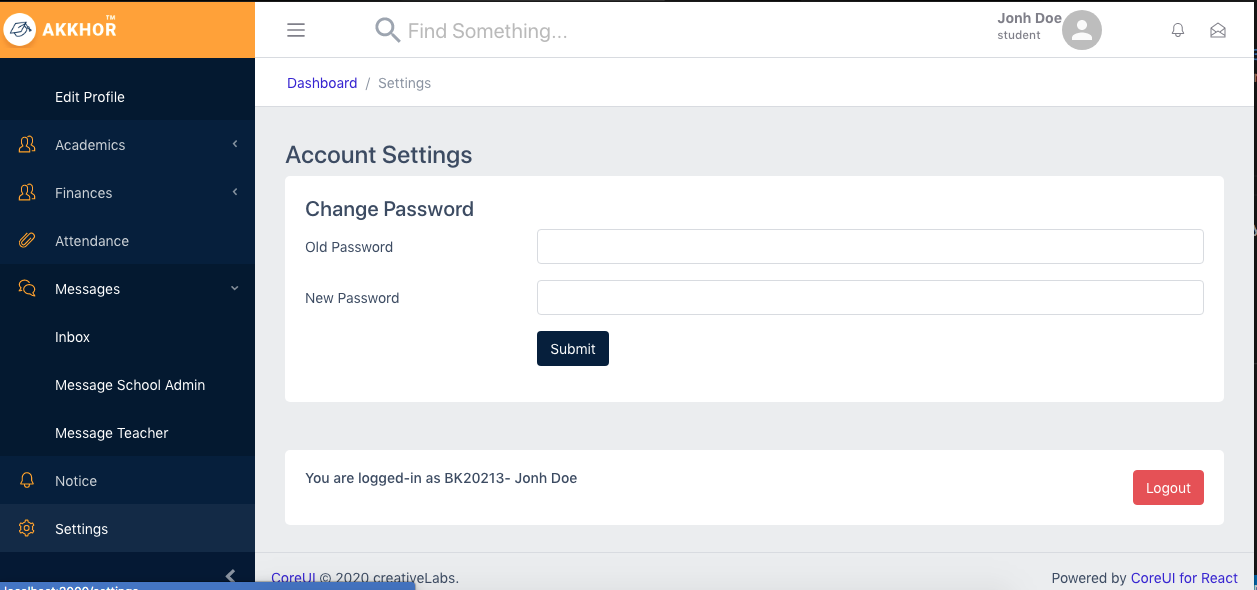 AKKHOR™
Find Something...
Jonh Doe
student
Dashboard / Settings
Edit Profile
Academics
Finances
Attendance
Messages
Inbox
Message School Admin
Message Teacher
Notice
Settings
Account Settings
Change Password
Old Password
New Password
Submit
You are logged-in as BK20213- Jonh Doe
Logout
CoreUI © 2020 creativeLabs.
Powered by CoreUI for React